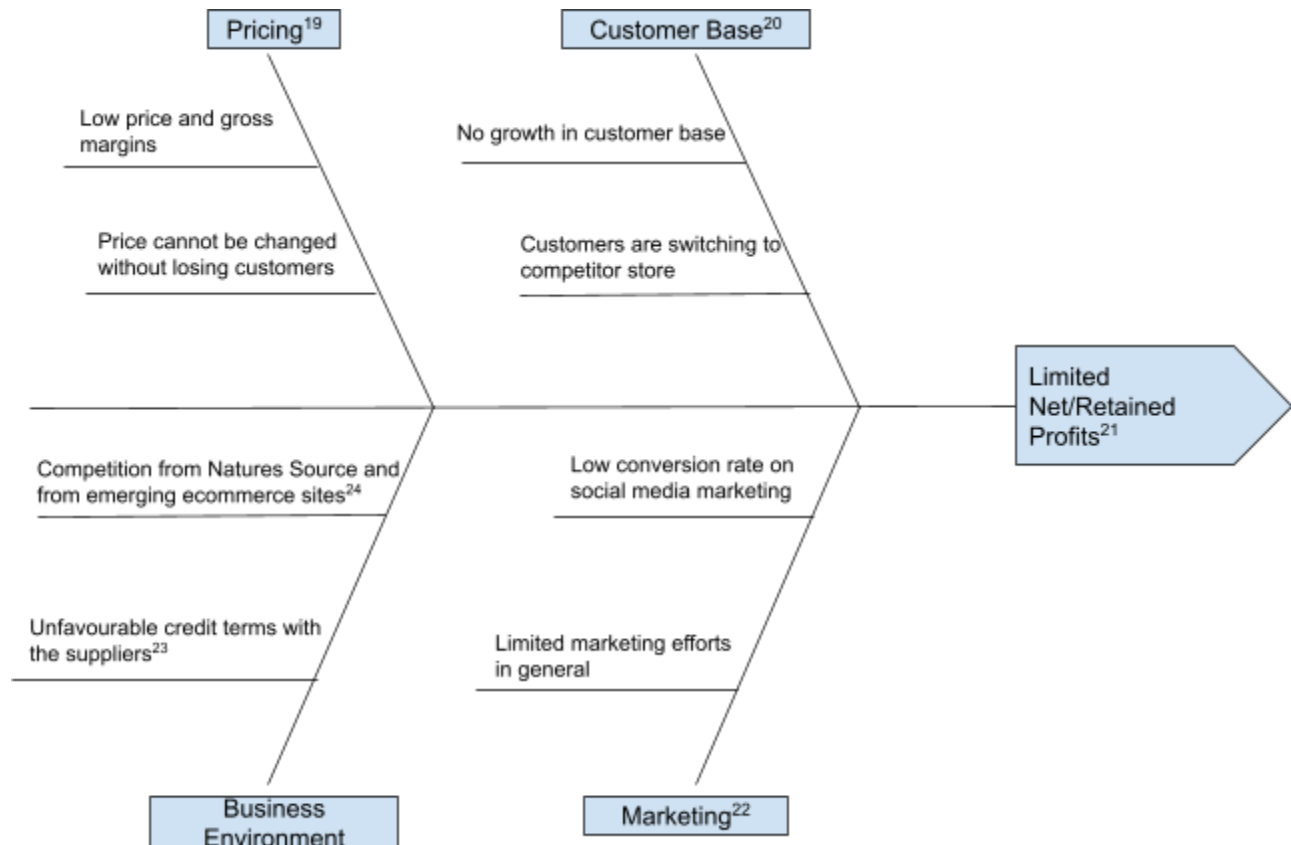 Pricing¹⁹
Customer Base²⁰
Low price and gross
margins
No growth in customer base
Price cannot be changed
without losing customers
Customers are switching to
competitor store
Limited
Net/Retained
Profits²¹
Competition from Natures Source and
from emerging ecommerce sites²⁴
Low conversion rate on
social media marketing
Unfavourable credit terms with
the suppliers²³
Limited marketing efforts
in general
Business
Environment
Marketing²²